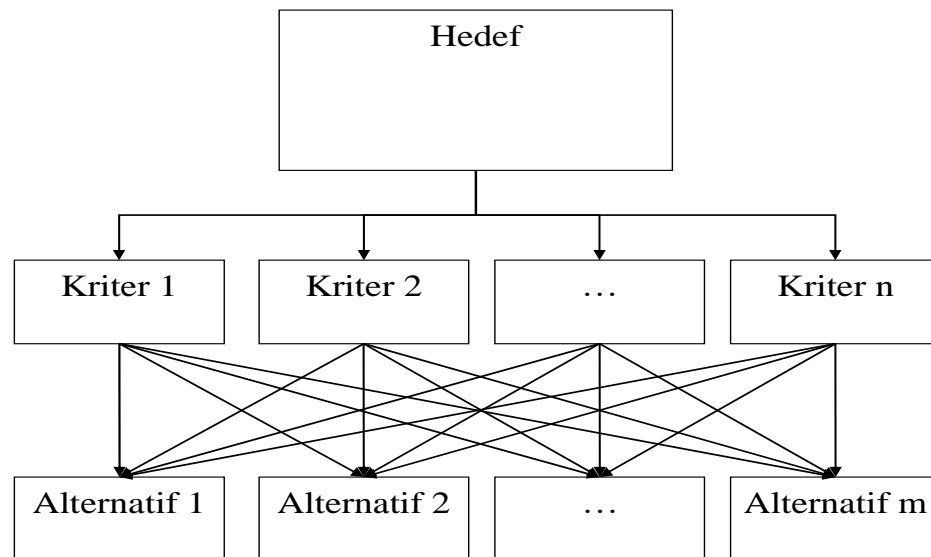 Hedef
Kriter 1
Kriter 2
…
Kriter n
Alternatif 1
Alternatif 2
…
Alternatif m